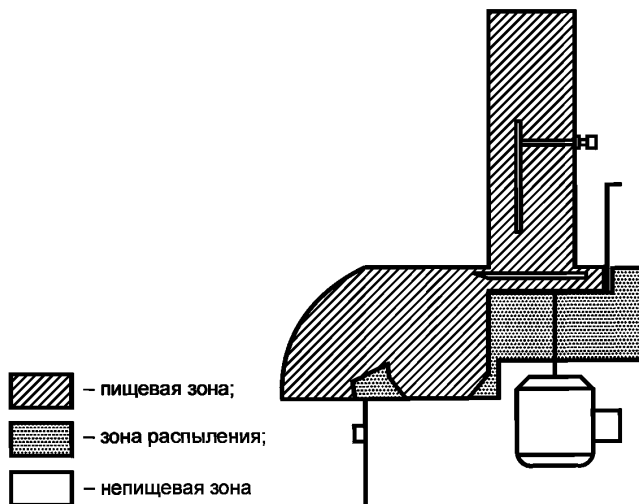 – пищевая зона;
– зона распыления;
– непищевая зона